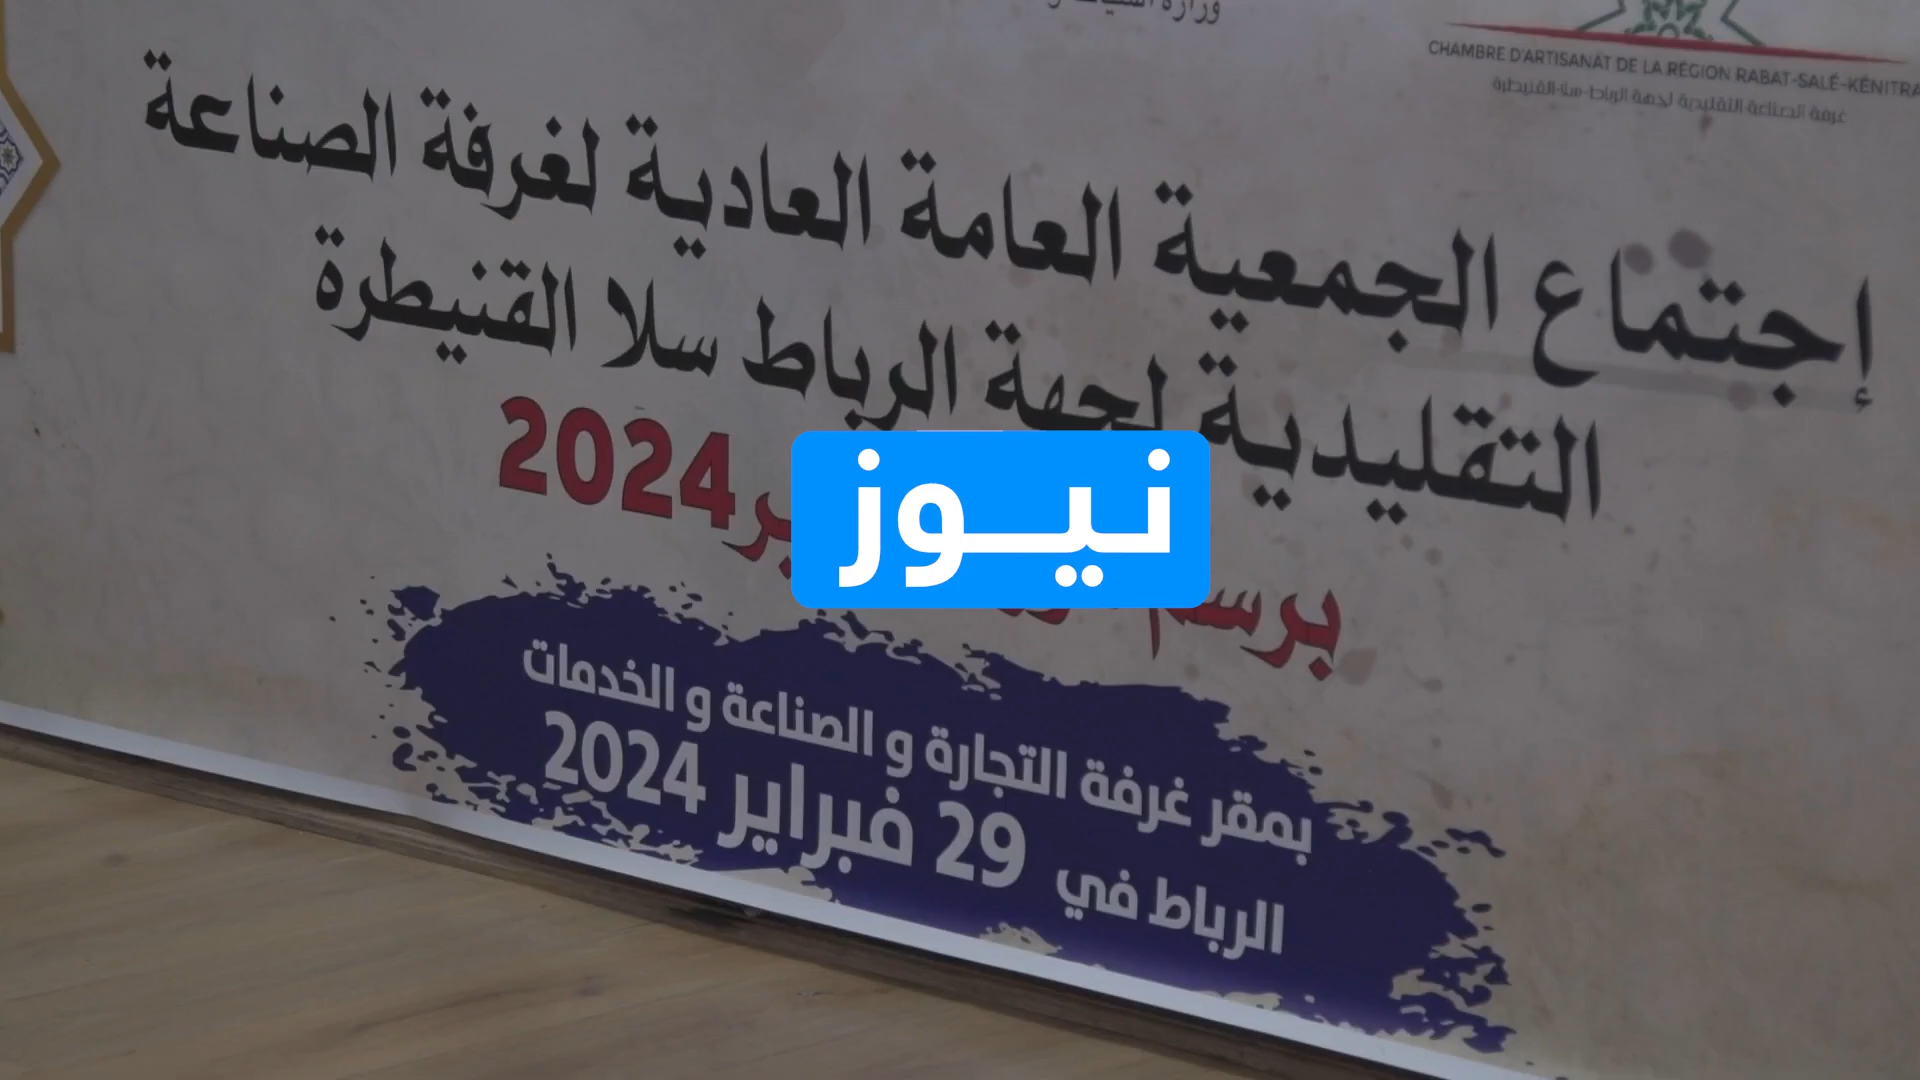 وزارة
CHAMBRE D'ARTISANAT DE LA RÉGION RABAT-SALÉ-KÉNITRA
غرفة الصناعة التقليدية لجهة الرباط-سلا-القنيطرة
إجتماع الجمعية العامة العادية لغرفة الصناعة
التقليدية لجهة الرباط سلا القنيطرة
برسم 2024
نيوز
بمقر غرفة التجارة و الصناعة و الخدمات
الرباط في 29 فبراير 2024